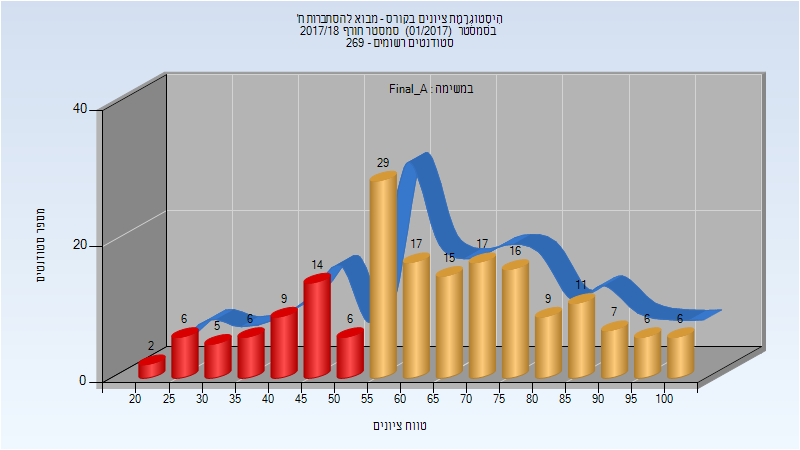 היסטוגרמת ציונים בקורס - מבוא להסתברות ח'
בסמסטר (01/2017) סמסטר חורף 2017/18
סטודנטים רשומים - 269
במשימה : Final_A
מספר סטודנטים
40
20
0
2
6
5
6
9
14
6
29
17
15
17
16
9
11
7
6
6
20 25 30 35 40 45 50 55 60 65 70 75 80 85 90 95 100
טווח ציונים